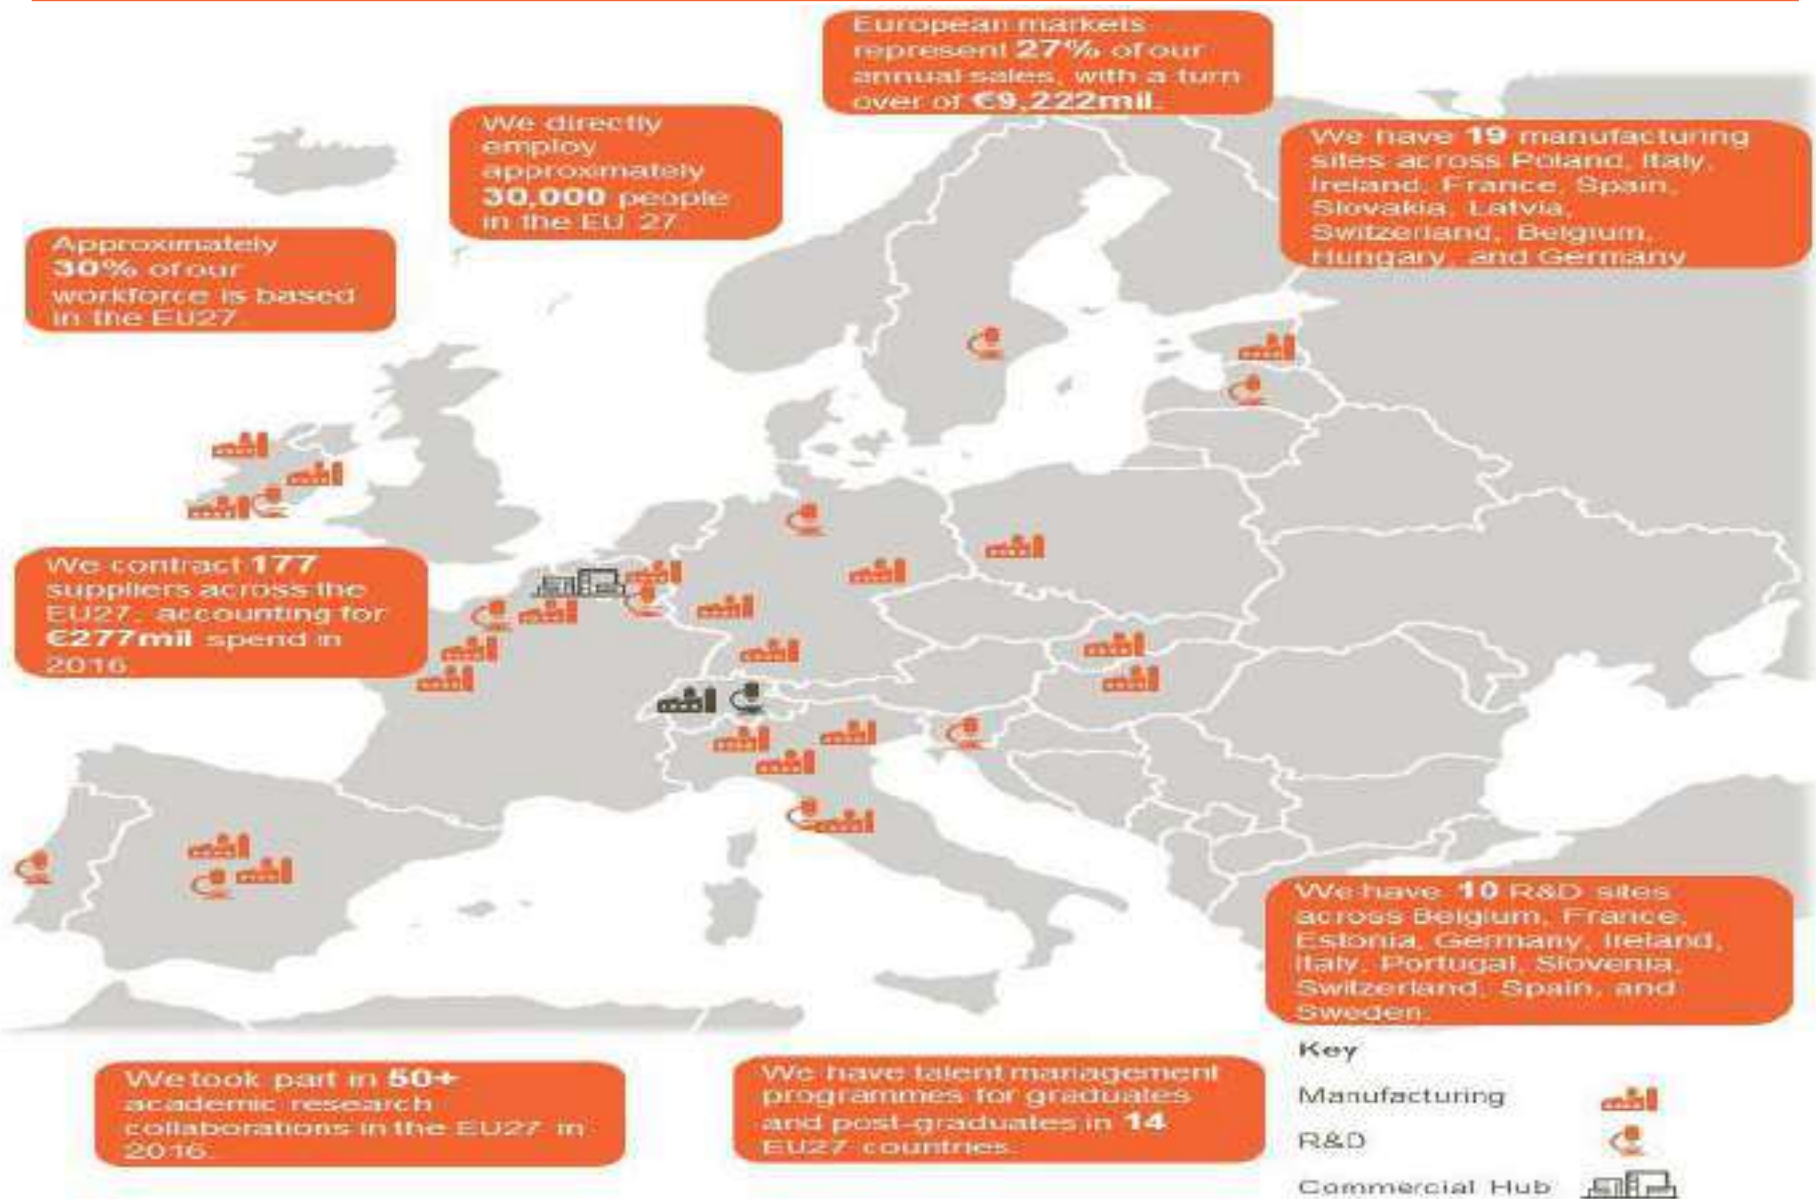 European markets
represent 27% of our
annual sales, with a turn
over of €9,222mil.
We directly
employ
approximately
30,000 people
in the EU 27
We have 19 manufacturing
sites across Poland, Italy,
Ireland, France, Spain,
Slovakia, Latvia,
Switzerland, Belgium,
Hungary, and Germany
Approximately
30% of our
workforce is based
in the EU27
We contract 177
suppliers across the
EU27, accounting for
€277mil spend in
2016.
We have 10 R&D sites
across Belgium, France,
Estonia, Germany, Ireland,
Italy, Portugal, Slovenia,
Switzerland, Spain, and
Sweden.
We took part in 50+
academic research
collaborations in the EU27 in
2016.
We have talent management
programmes for graduates
and post-graduates in 14
EU27 countries.
Key
Manufacturing
R&D
Commercial Hub